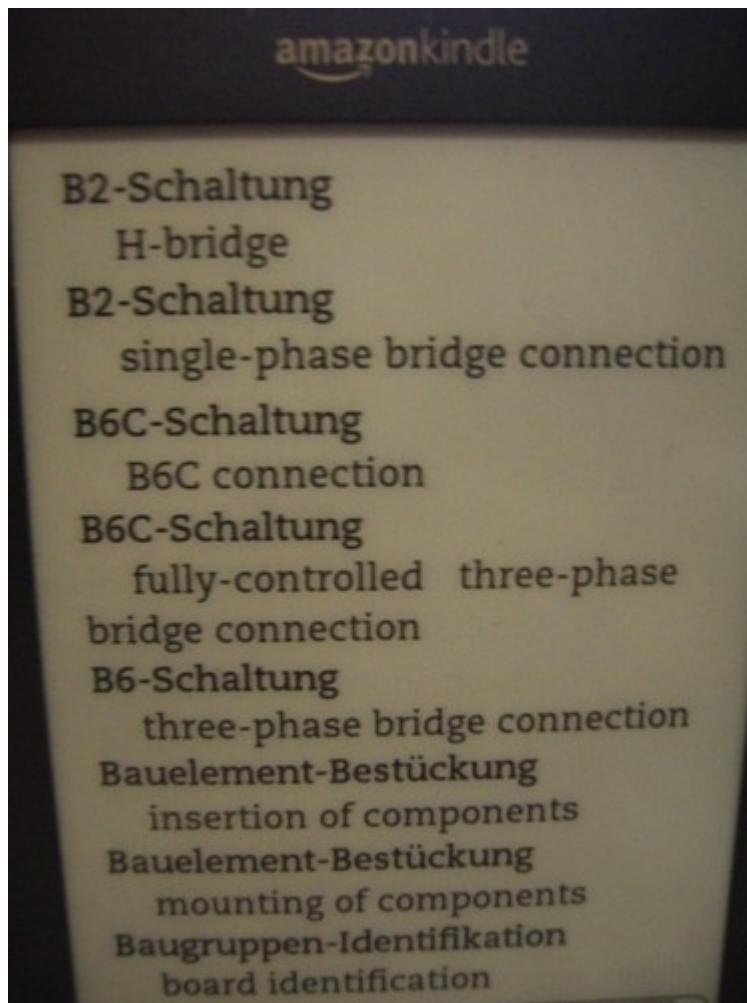 amazonkindle
B2-Schaltung
H-bridge
B2-Schaltung
single-phase bridge connection
B6C-Schaltung
B6C connection
B6C-Schaltung
fully-controlled three-phase
bridge connection
B6-Schaltung
three-phase bridge connection
Bauelement-Bestückung
insertion of components
Bauelement-Bestückung
mounting of components
Baugruppen-Identifikation
board identification